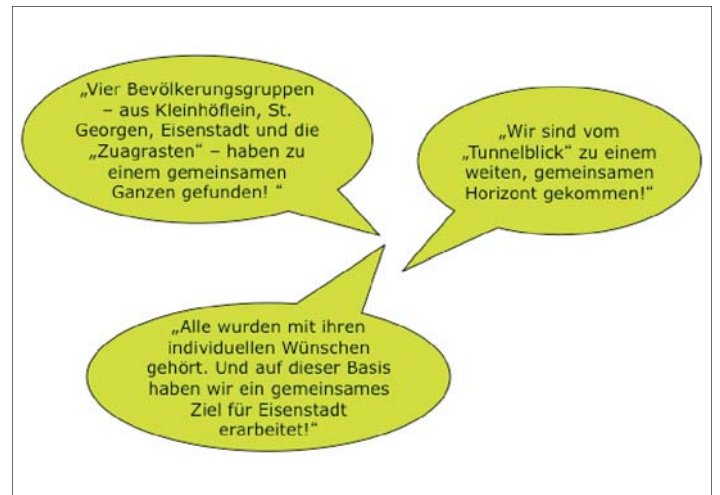 „Vier Bevölkerungsgruppen
– aus Kleinhöflein, St.
Georgen, Eisenstadt und die
„Zuagrasten“ – haben zu
einem gemeinsamen
Ganzen gefunden! “
„Wir sind vom
„Tunnelblick“ zu einem
weiten, gemeinsamen
Horizont gekommen!“
„Alle wurden mit ihren
individuellen Wünschen
gehört. Und auf dieser Basis
haben wir ein gemeinsames
Ziel für Eisenstadt
erarbeitet!“